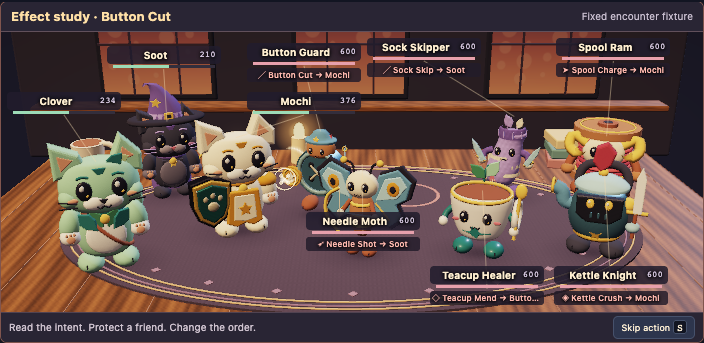 Effect study · Button Cut
Fixed encounter fixture
Soot 210
Button Guard 600
Button Cut → Mochi
Sock Skipper 600
Sock Skip → Soot
Spool Ram 600
Spool Charge → Mochi
Clover 234
Mochi 376
Needle Moth 600
Needle Shot → Soot
Teacup Healer 600
Teacup Mend → Butto...
Kettle Knight 600
Kettle Crush → Mochi
Read the intent. Protect a friend. Change the order.
Skip action S